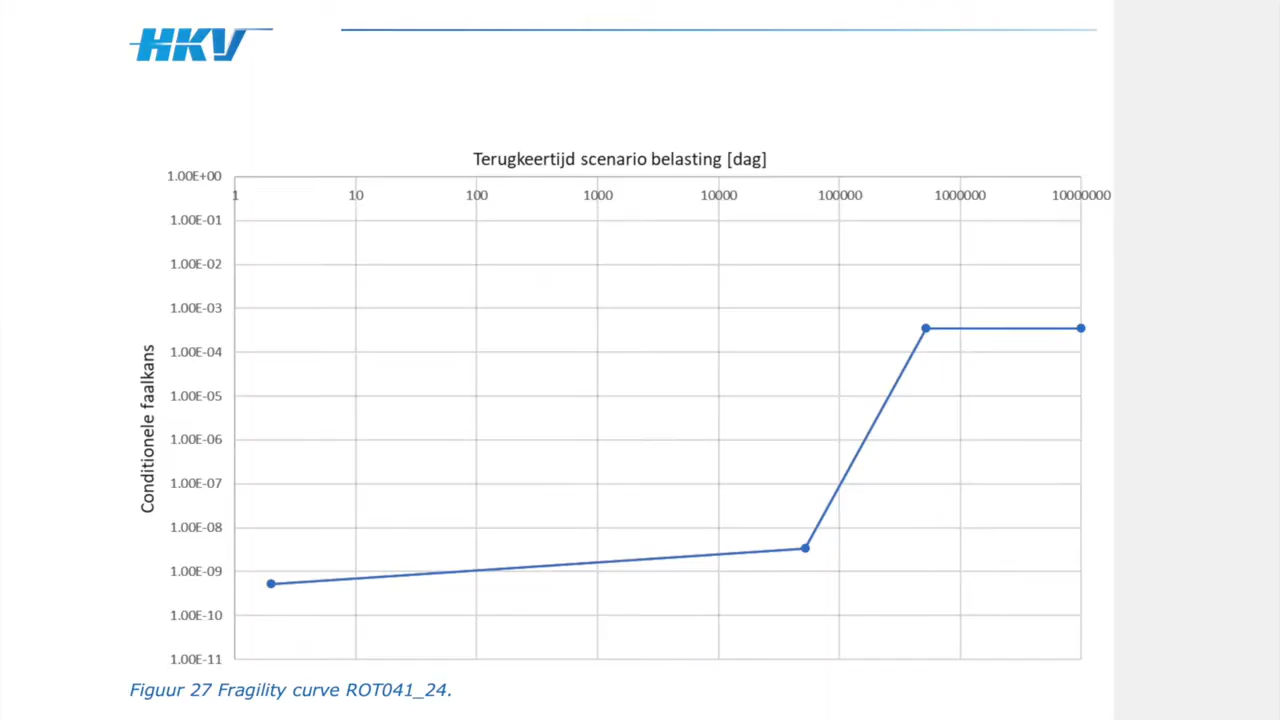 HKV
Terugkeertijd scenario belasting [dag]
1.00E+00
1 10 100 1000 10000 100000 1000000 10000000
1.00E-01
1.00E-02
1.00E-03
1.00E-04
1.00E-05
1.00E-06
1.00E-07
1.00E-08
1.00E-09
1.00E-10
1.00E-11
Conditionele faalkans
Figuur 27 Fragility curve ROT041_24.